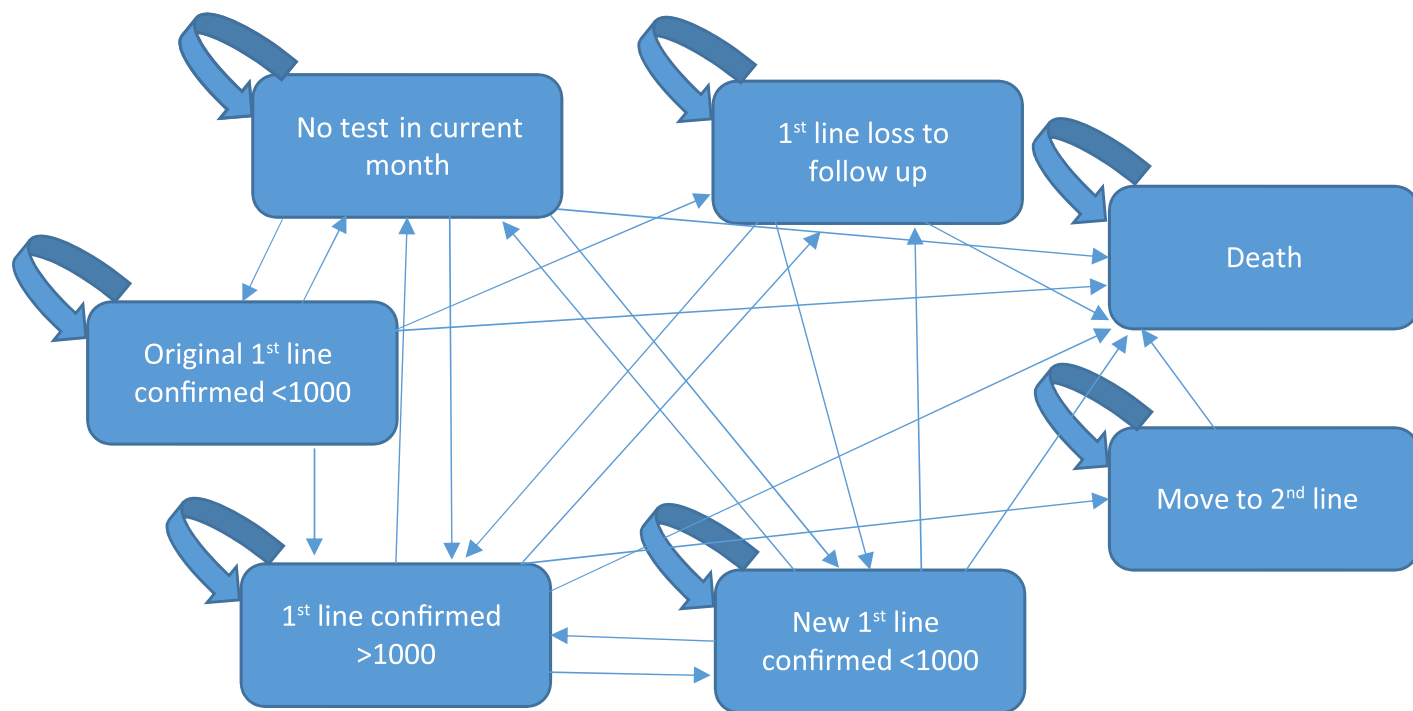 No test in current
month
1st line loss to
follow up
Death
Original 1st line
confirmed <1000
Move to 2nd line
1st line confirmed
>1000
New 1st line
confirmed <1000